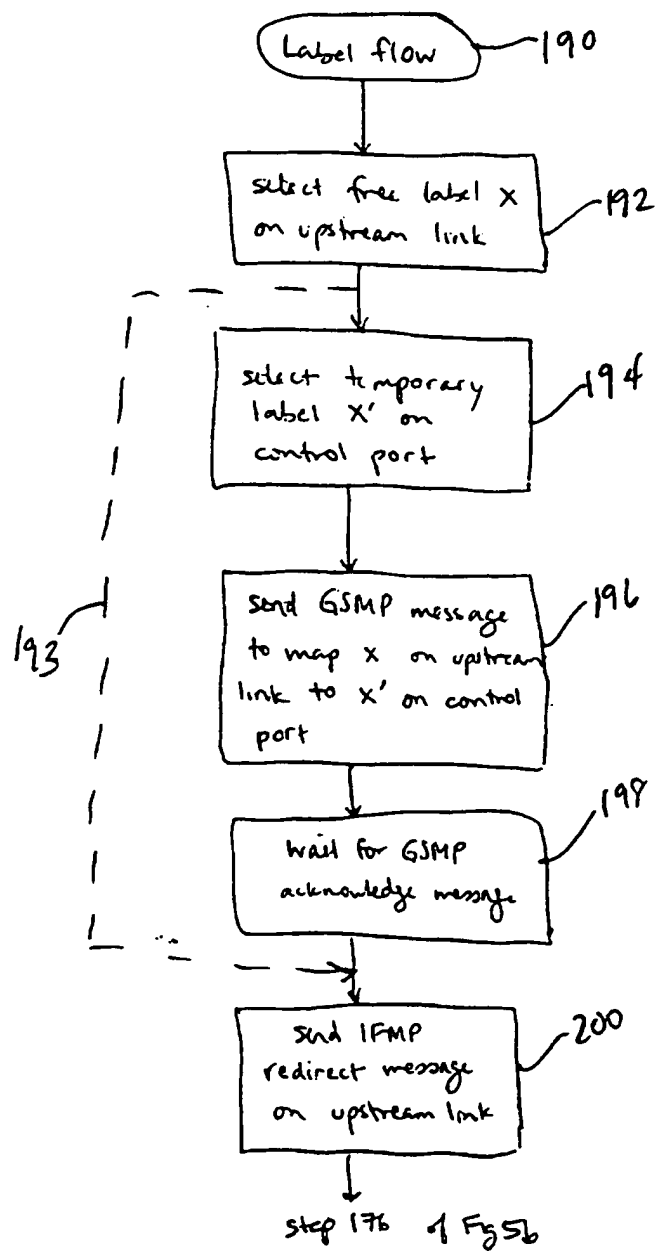 Label flow
190
select free label x
on upstream link
192
select temporary
label x' on
control port
194
193
send GSMP message
to map x on upstream
link to x' on control
port
196
wait for GSMP
acknowledge message
198
send IFMP
redirect message
on upstream link
200
step 176 of Fig 5b